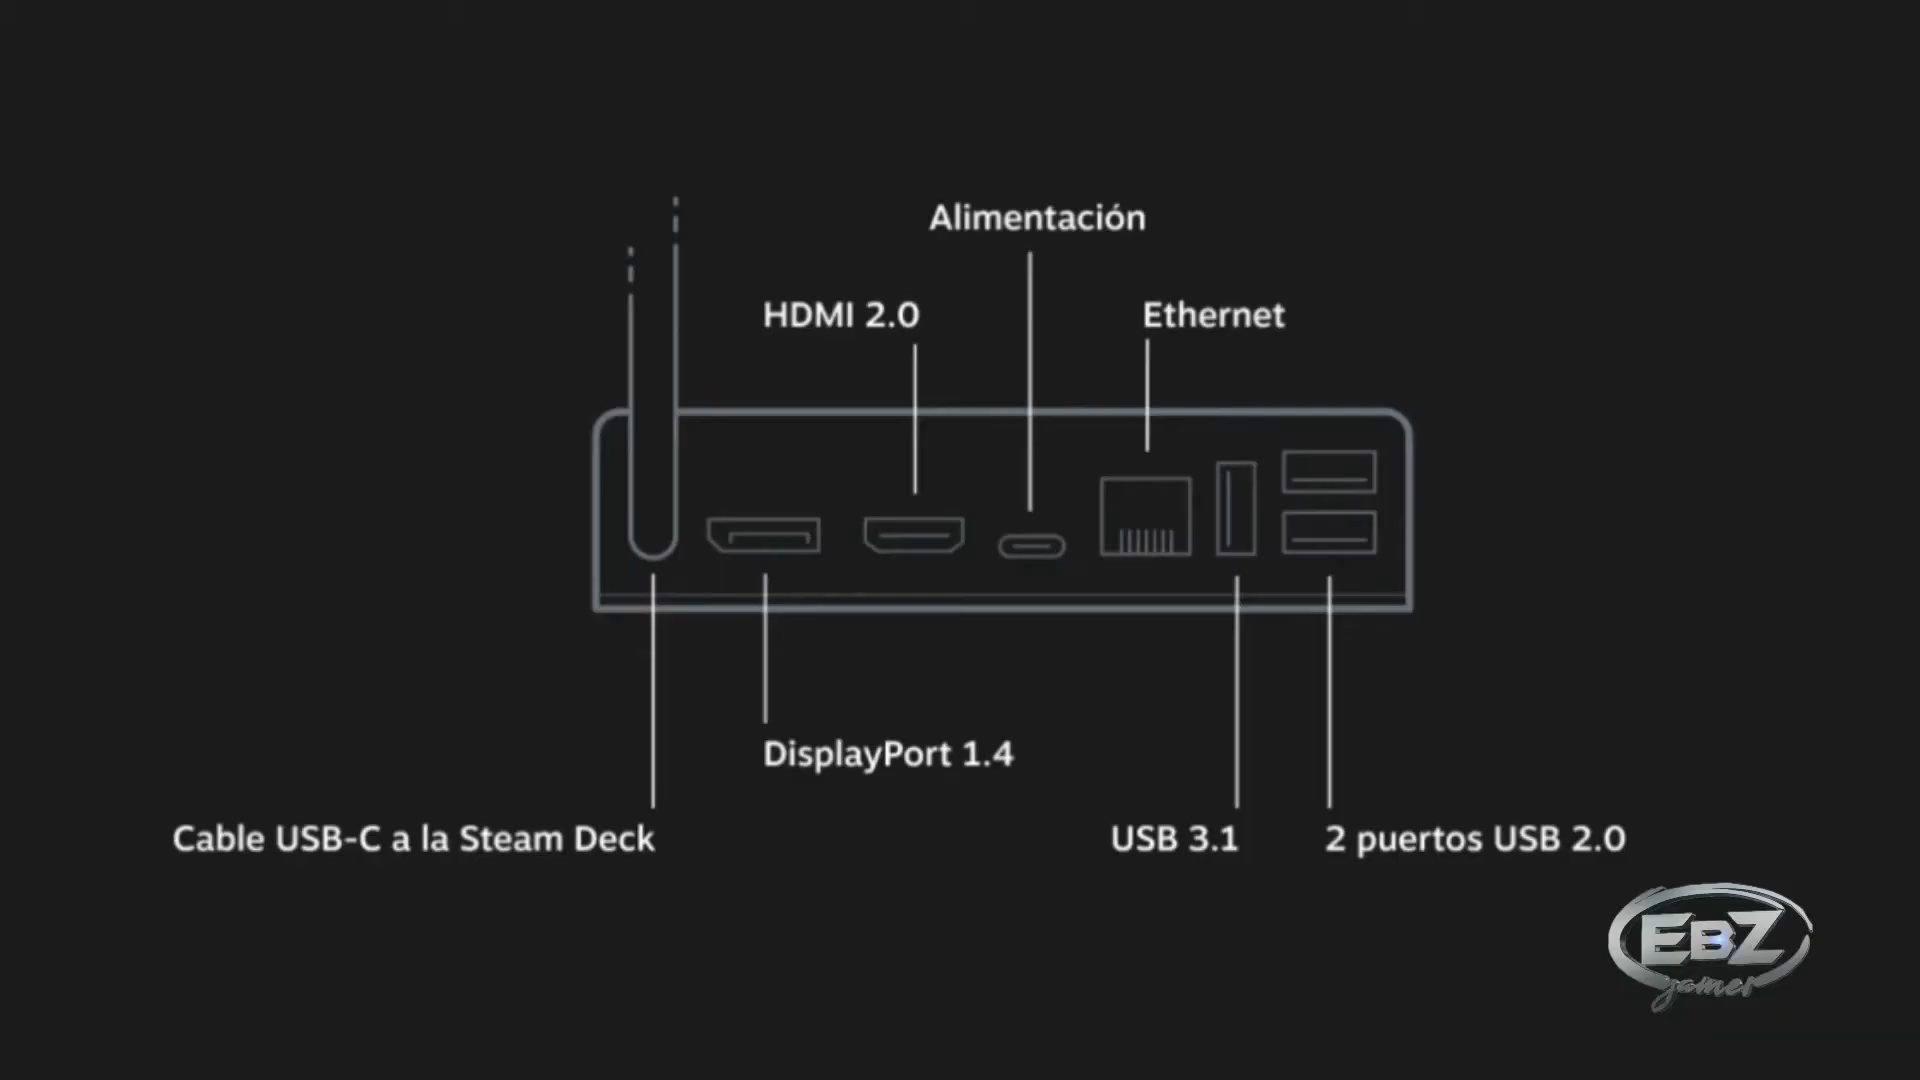 Alimentación
HDMI 2.0
Ethernet
DisplayPort 1.4
Cable USB-C a la Steam Deck
USB 3.1
2 puertos USB 2.0
EBZ
gamer